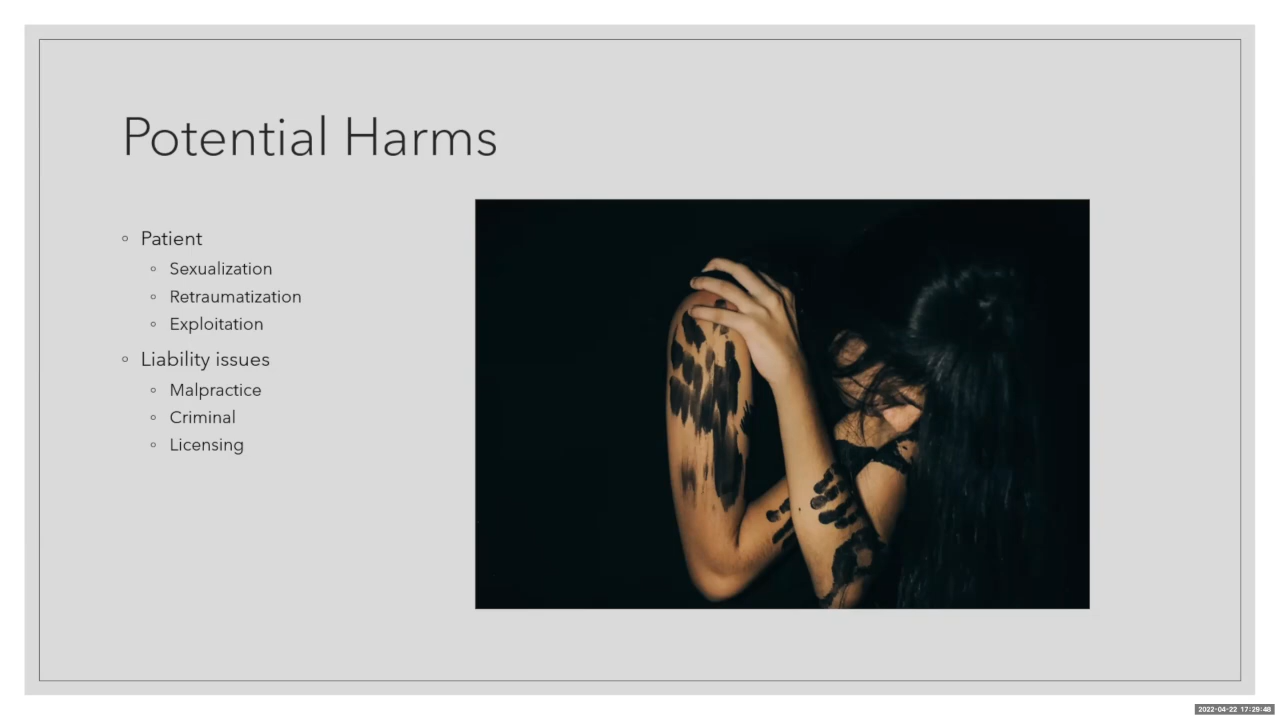 Potential Harms
Patient
Sexualization
Retraumatization
Exploitation
Liability issues
Malpractice
Criminal
Licensing
2022-04-22 17:29:48